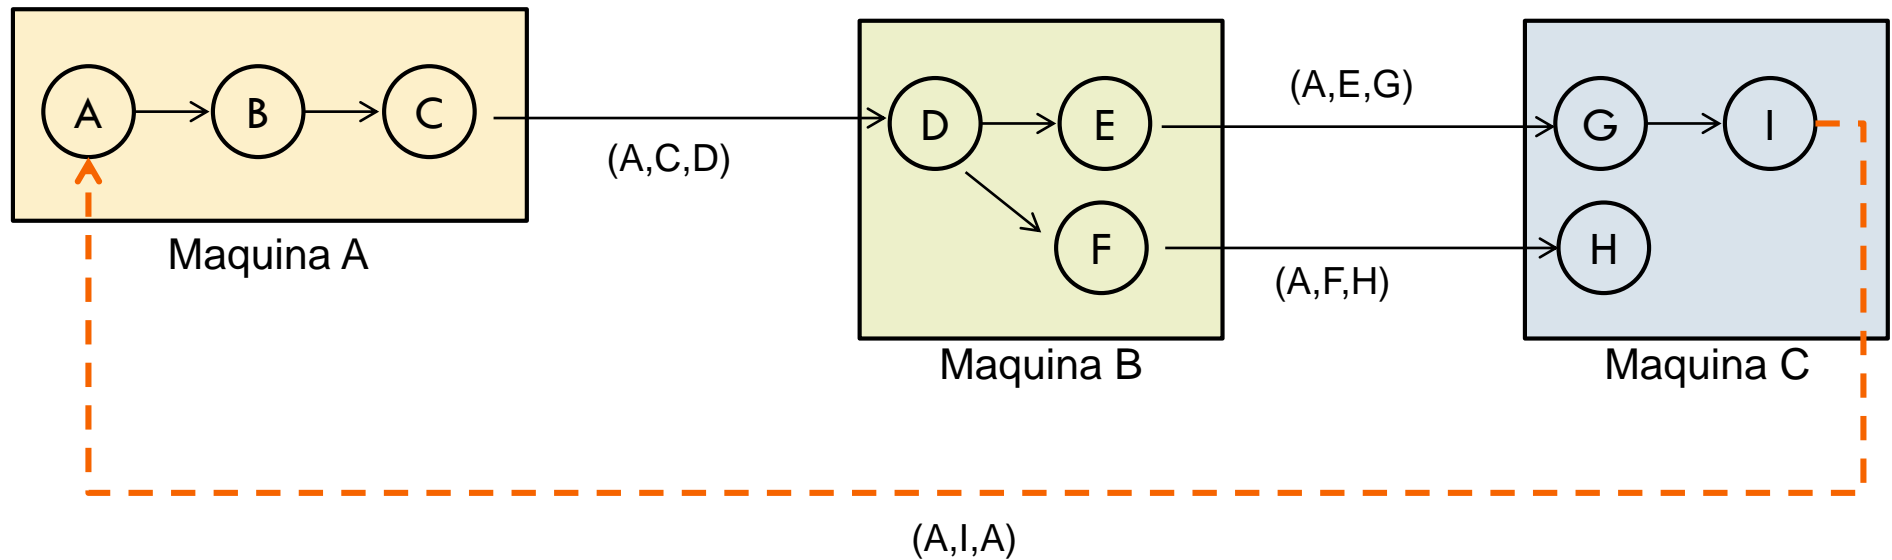 A
B
C
D
E
F
G
I
H
(A,C,D)
(A,E,G)
(A,F,H)
Maquina A
Maquina B
Maquina C
(A,I,A)